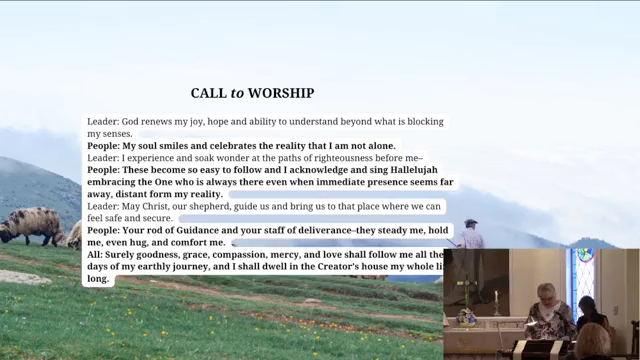 CALL to WORSHIP
Leader: God renews my joy, hope and ability to understand beyond what is blocking
my senses.
People: My soul smiles and celebrates the reality that I am not alone.
Leader: I experience and soak wonder at the paths of righteousness before me–
People: These become so easy to follow and I acknowledge and sing Hallelujah
embracing the One who is always there even when immediate presence seems far
away, distant form my reality.
Leader: May Christ, our shepherd, guide us and bring us to that place where we can
feel safe and secure.
People: Your rod of Guidance and your staff of deliverance–they steady me, hold
me, even hug, and comfort me.
All: Surely goodness, grace, compassion, mercy, and love shall follow me all the
days of my earthly journey, and I shall dwell in the Creator's house my whole
long.